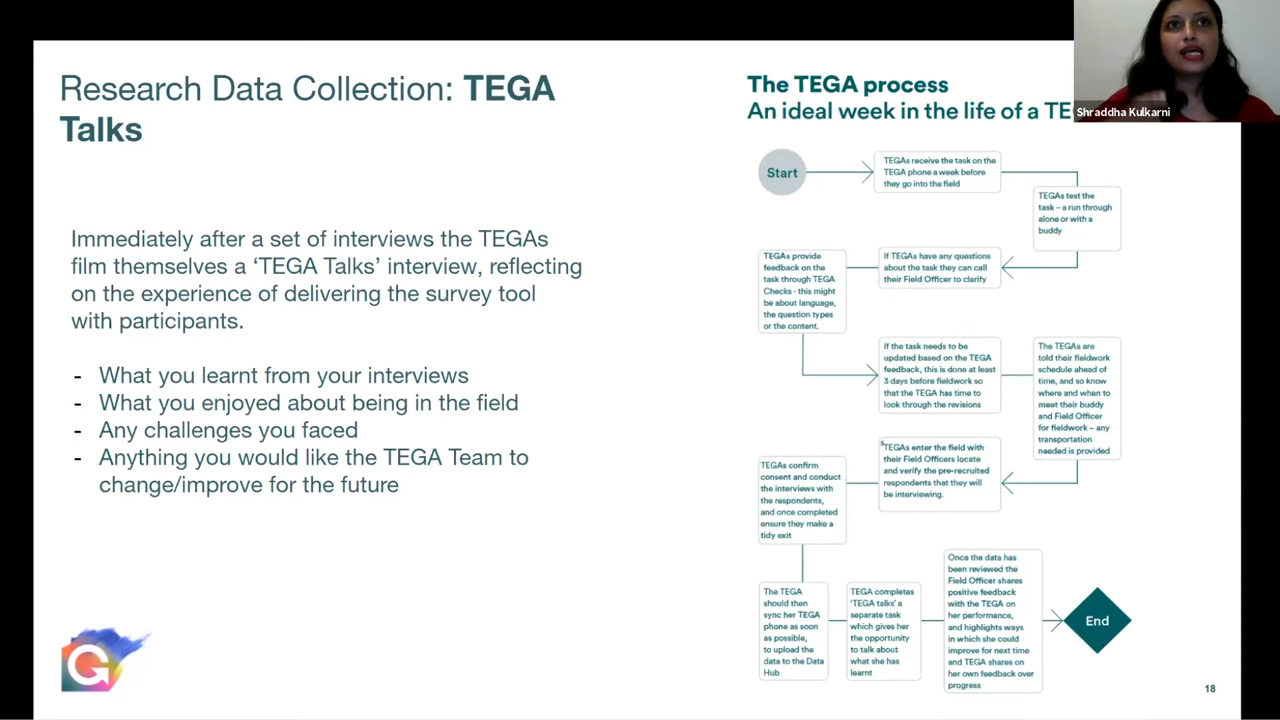 Research Data Collection: TEGA
Talks
Immediately after a set of interviews the TEGAs
film themselves a ‘TEGA Talks’ interview, reflecting
on the experience of delivering the survey tool
with participants.
- What you learnt from your interviews
- What you enjoyed about being in the field
- Any challenges you faced
- Anything you would like the TEGA Team to
change/improve for the future
The TEGA process
An ideal week in the life of a TE
Shraddha Kulkarni
Start
TEGAs receive the task on the
TEGA phone a week before
they go into the field
TEGAs test the
task – a run through
alone or with a
buddy
If TEGAs have any questions
about the task they can call
their Field Officer to clarify
TEGAs provide
feedback on the
task through TEGA
Checks - this might
be about language,
the question types
or the content.
If the task needs to be
updated based on the TEGA
feedback, this is done at least
3 days before fieldwork so
that the TEGA has time to
look through the revisions
The TEGAs are
told their fieldwork
schedule ahead of
time, and so know
where and when to
meet their buddy
and Field Officer
for fieldwork – any
transportation
needed is provided
TEGAs enter the field with
their Field Officers locate
and verify the pre-recruited
respondents that they will
be interviewing.
TEGAs confirm
consent and conduct
the interviews with
the respondents,
and once completed
ensure they make a
tidy exit
The TEGA
should then
sync her TEGA
phone as soon
as possible,
to upload the
data to the Data
Hub
TEGA completes
‘TEGA talks’ a
separate task
which gives her
the opportunity
to talk about
what she has
learnt
Once the data has
been reviewed the
Field Officer shares
positive feedback
with the TEGA on
her performance,
and highlights ways
in which she could
improve for next time
and TEGA shares on
her own feedback over
progress
End
G
18